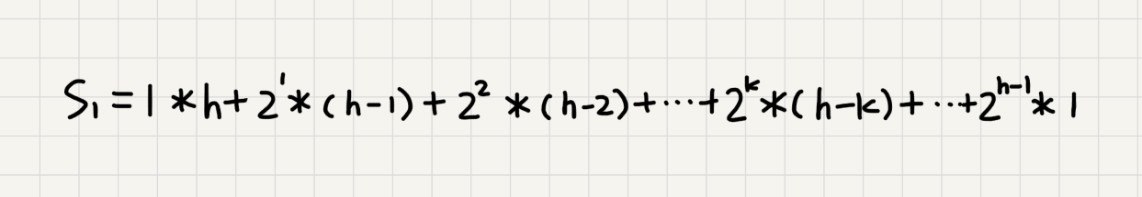 S₁ = 1 * h + 2¹ * (h-1) + 2² * (h-2) + ··· + 2ᵏ * (h-k) + ··· + 2ʰ⁻¹ * 1